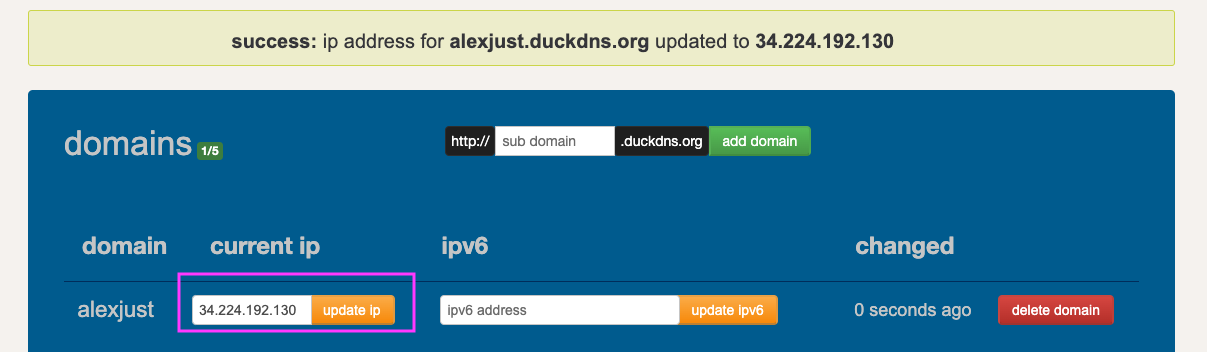 success: ip address for alexjust.duckdns.org updated to 34.224.192.130
domains 1/5
http:// sub domain .duckdns.org add domain
domain current ip ipv6 changed
alexjust 34.224.192.130 update ip ipv6 address update ipv6 0 seconds ago delete domain